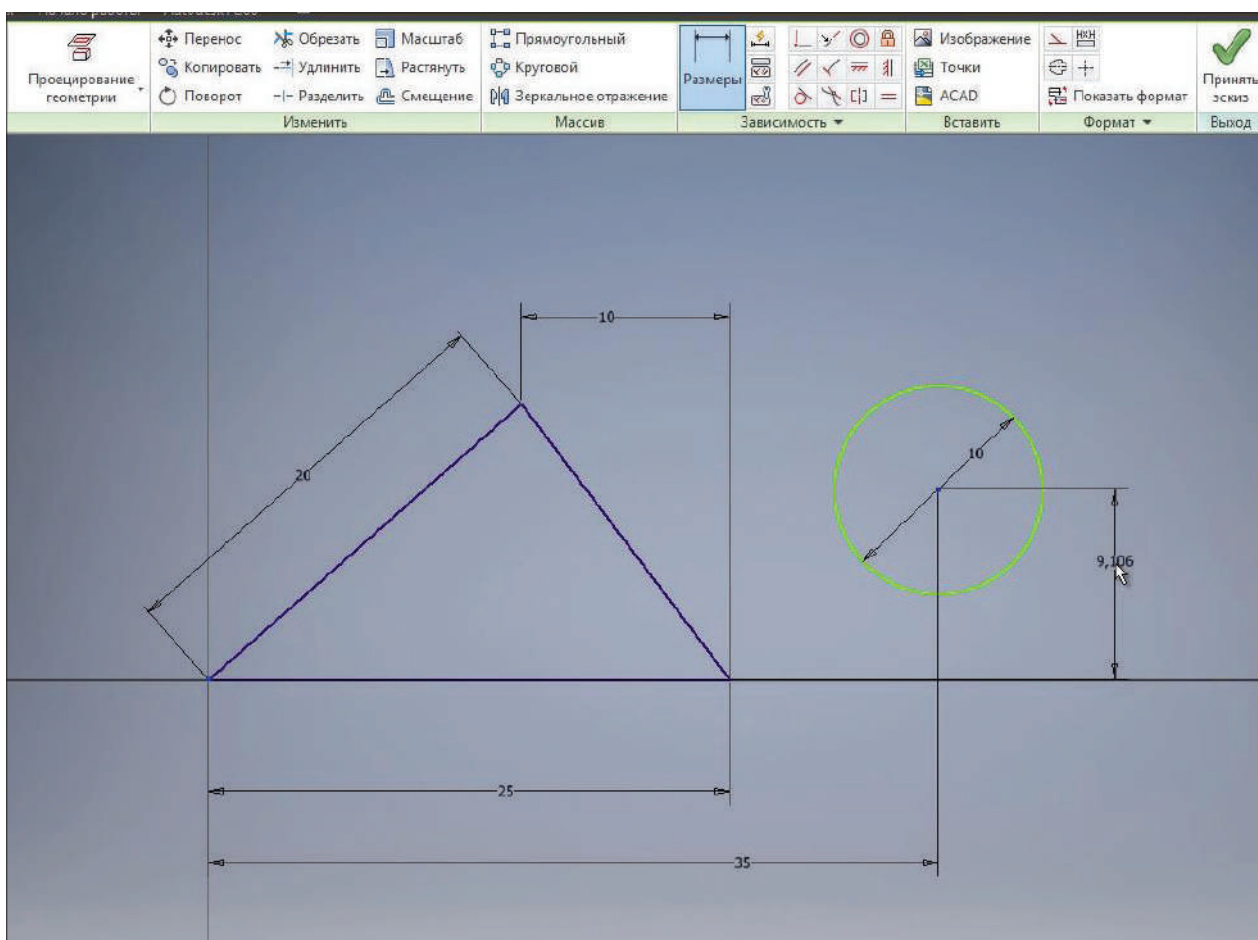 Проецирование
геометрии
Перенос
Копировать
Поворот
Обрезать
Удлинить
Разделить
Масштаб
Растянуть
Смещение
Изменить
Прямоугольный
Круговой
Зеркальное отражение
Массив
Размеры
Зависимость
Изображение
Точки
ACAD
Вставить
Показать формат
Формат
Принять
эскиз
Выход
10
20
10
9,106
25
35